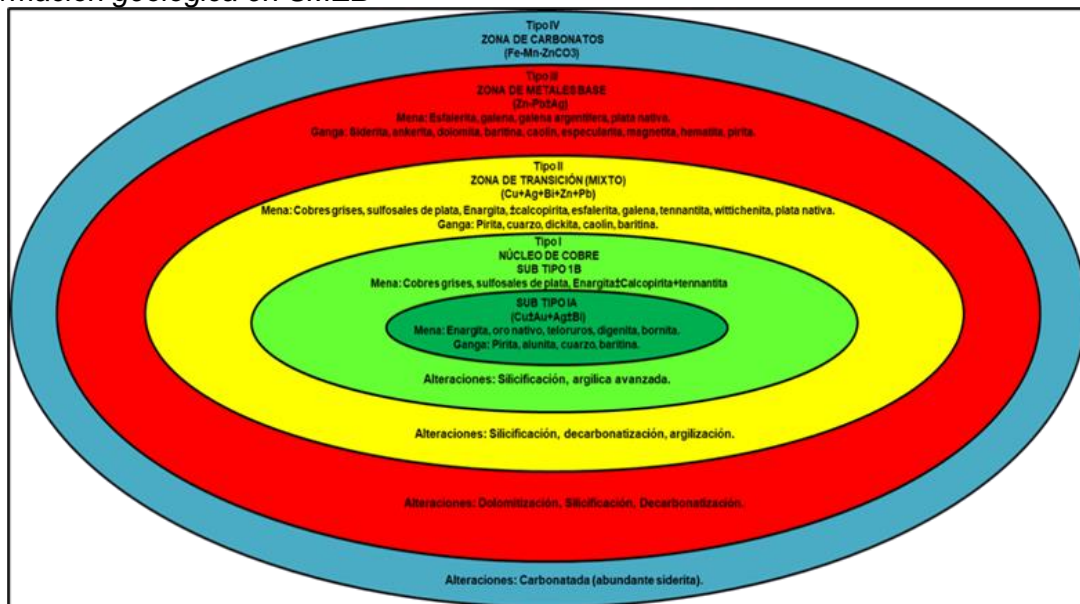 formación geológica en SMEB
Tipo IV
ZONA DE CARBONATOS
(Fe-Mn-ZnCO3)
Tipo III
ZONA DE METALES BASE
(Zn-Pb‡Ag)
Mena: Esfalerita, galena, galena argentífera, plata nativa.
Ganga: Siderita, ankerita, dolomita, baritina, caolin, especularita, magnetita, hematita, pirita.
Tipo II
ZONA DE TRANSICIÓN (MIXTO)
(Cu+Ag+Bi+Zn+Pb)
Mena: Cobres grises, sulfosales de plata, Enargita, ‡calcopirita, esfalerita, galena, tennantita, wittichenita, plata nativa.
Ganga: Pirita, cuarzo, dickita, caolin, baritina.
Tipo I
NÚCLEO DE COBRE
SUB TIPO 1B
Mena: Cobres grises, sulfosales de plata, Enargita‡Calcopirita+tennantita
SUB TIPO IA
(Cu‡Au+Ag‡Bi)
Mena: Enargita, oro nativo, teloruros, digenita, bornita.
Ganga: Pirita, alunita, cuarzo, baritina.
Alteraciones: Silicificación, argilica avanzada.
Alteraciones: Silicificación, decarbonatización, argilización.
Alteraciones: Dolomitización, Silicificación, Decarbonatización.
Alteraciones: Carbonatada (abundante siderita).